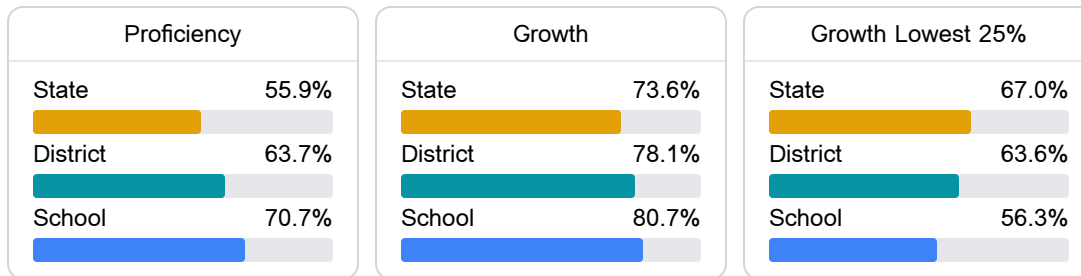 Proficiency
State 55.9%
District 63.7%
School 70.7%
Growth
State 73.6%
District 78.1%
School 80.7%
Growth Lowest 25%
State 67.0%
District 63.6%
School 56.3%